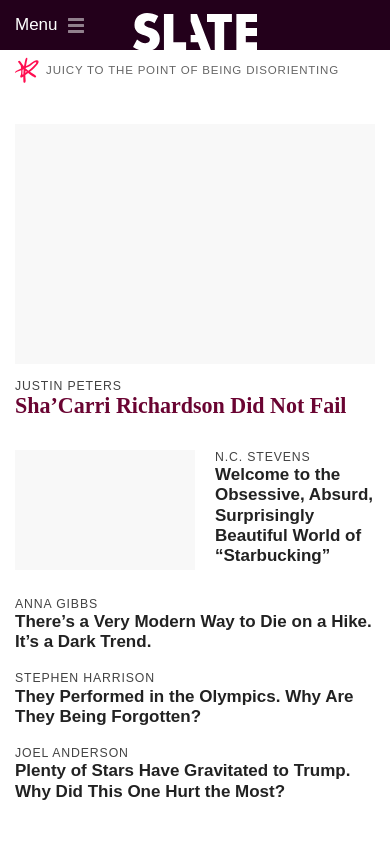 Menu
SLATE
JUICY TO THE POINT OF BEING DISORIENTING
JUSTIN PETERS
Sha’Carri Richardson Did Not Fail
N.C. STEVENS
Welcome to the
Obsessive, Absurd,
Surprisingly
Beautiful World of
“Starbucking”
ANNA GIBBS
There’s a Very Modern Way to Die on a Hike.
It’s a Dark Trend.
STEPHEN HARRISON
They Performed in the Olympics. Why Are
They Being Forgotten?
JOEL ANDERSON
Plenty of Stars Have Gravitated to Trump.
Why Did This One Hurt the Most?